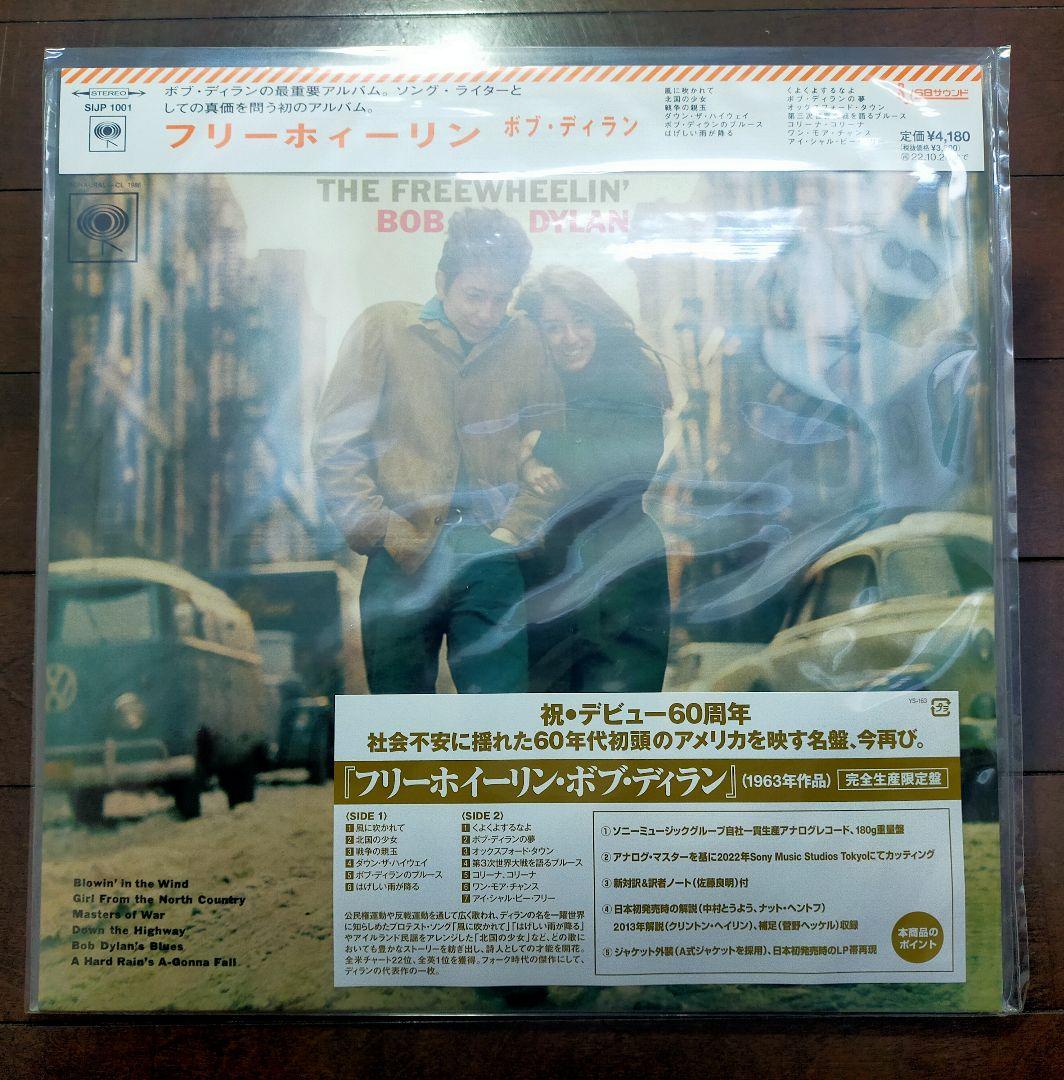 STEREO
SIJP 1001
ボブ・ディランの最重要アルバム。ソング・ライターと
しての真価を問う初のアルバム。
フリーホィーリン ボブ・ディラン
風に吹かれて
北国の少女
戦争の親玉
ダウン・ザ・ハイウェイ
ボブ・ディランのブルース
はげしい雨が降る
くよくよするなよ
ボブ・ディランの夢
オックスフォード・タウン
コリーナ・コリーナ
ワン・モア・チャンス
アイ・シャル・ビー・フリー
サウンド
定価¥4,180
CL 1986
THE FREEWHEELIN'
BOB DYLAN
Blowin' in the Wind
Girl From the North Country
Masters of War
Down the Highway
Bob Dylan's Blues
A Hard Rain's A-Gonna Fall
YS-163
プラ
祝●デビュー60周年
社会不安に揺れた60年代初頭のアメリカを映す名盤、今再び。
『フリーホイーリン・ボブ・ディラン』(1963年作品) 完全生産限定盤
〈SIDE 1〉
1 風に吹かれて
2 北国の少女
3 戦争の親玉
4 ダウン・ザ・ハイウェイ
5 ボブ・ディランのブルース
6 はげしい雨が降る
〈SIDE 2〉
1 くよくよするなよ
2 ボブ・ディランの夢
3 オックスフォード・タウン
4 第3次世界大戦を語るブルース
5 コリーナ、コリーナ
6 ワン・モア・チャンス
7 アイ・シャル・ビー・フリー
公民権運動や反戦運動を通して広く歌われ、ディランの名を一躍世界
に知らしめたプロテスト・ソング「風に吹かれて」「はげしい雨が降る」
やアイルランド民謡をアレンジした「北国の少女」など、どの歌に
おいても豊かなストーリーを紡ぎ出し、詩人としての才能を開花。
全米チャート22位、全英1位を獲得。フォーク時代の傑作にして、
ディランの代表作の一枚。
① ソニーミュージックグループ自社一貫生産アナログレコード、180g重量盤
② アナログ・マスターを基に2022年Sony Music Studios Tokyoにてカッティング
③ 新対訳&訳者ノート(佐藤良明)付
④ 日本初発売時の解説(中村とうよう、ナット・ヘントフ)
2013年解説(クリントン・ヘイリン)、補足(菅野ヘッケル)収録
⑤ ジャケット外装(A式ジャケットを採用)、日本初発売時のLP帯再現
本商品の
ポイント